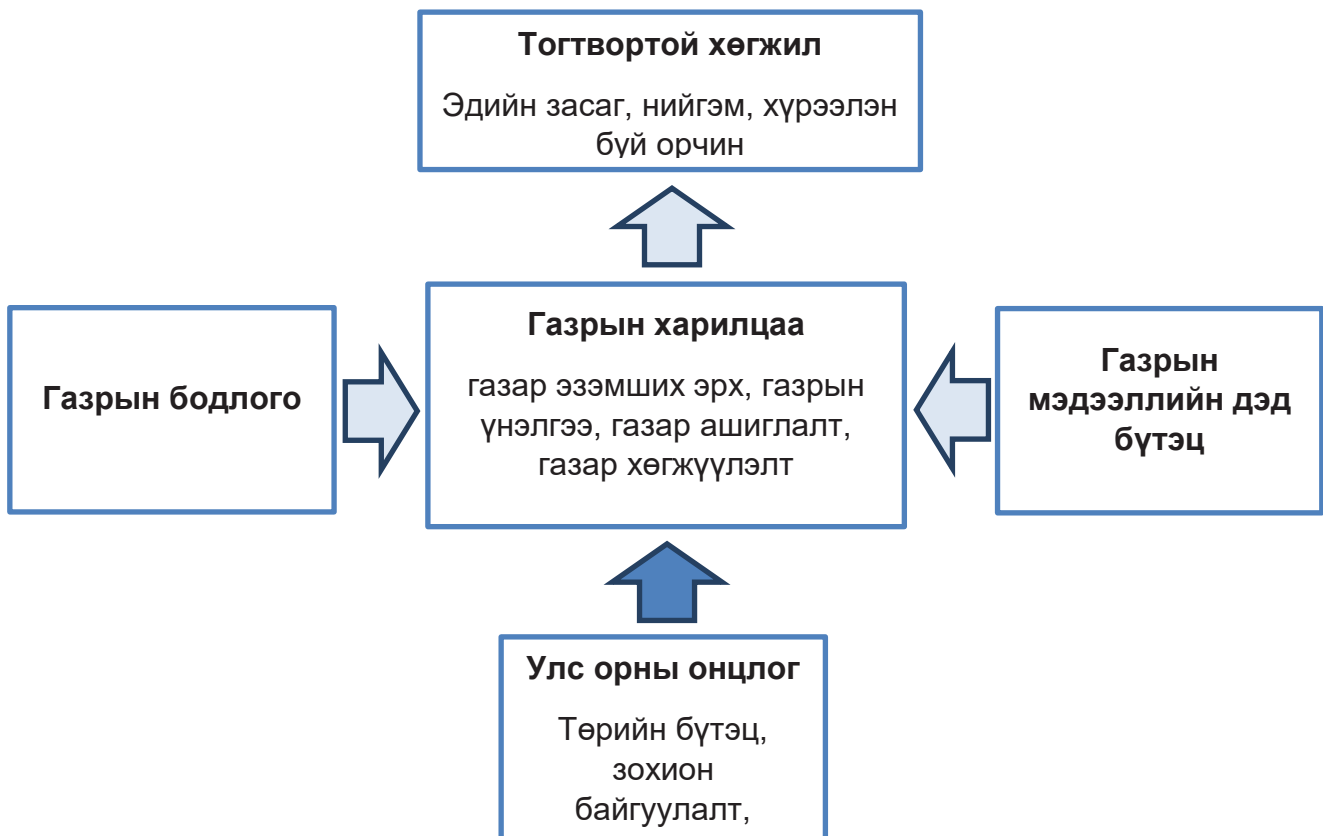 Тогтвортой хөгжил
Эдийн засаг, нийгэм, хүрээлэн
буй орчин
Газрын бодлого
Газрын харилцаа
газар эзэмших эрх, газрын
үнэлгээ, газар ашиглалт,
газар хөгжүүлэлт
Газрын
мэдээллийн дэд
бүтэц
Улс орны онцлог
Төрийн бүтэц,
зохион
байгуулалт,